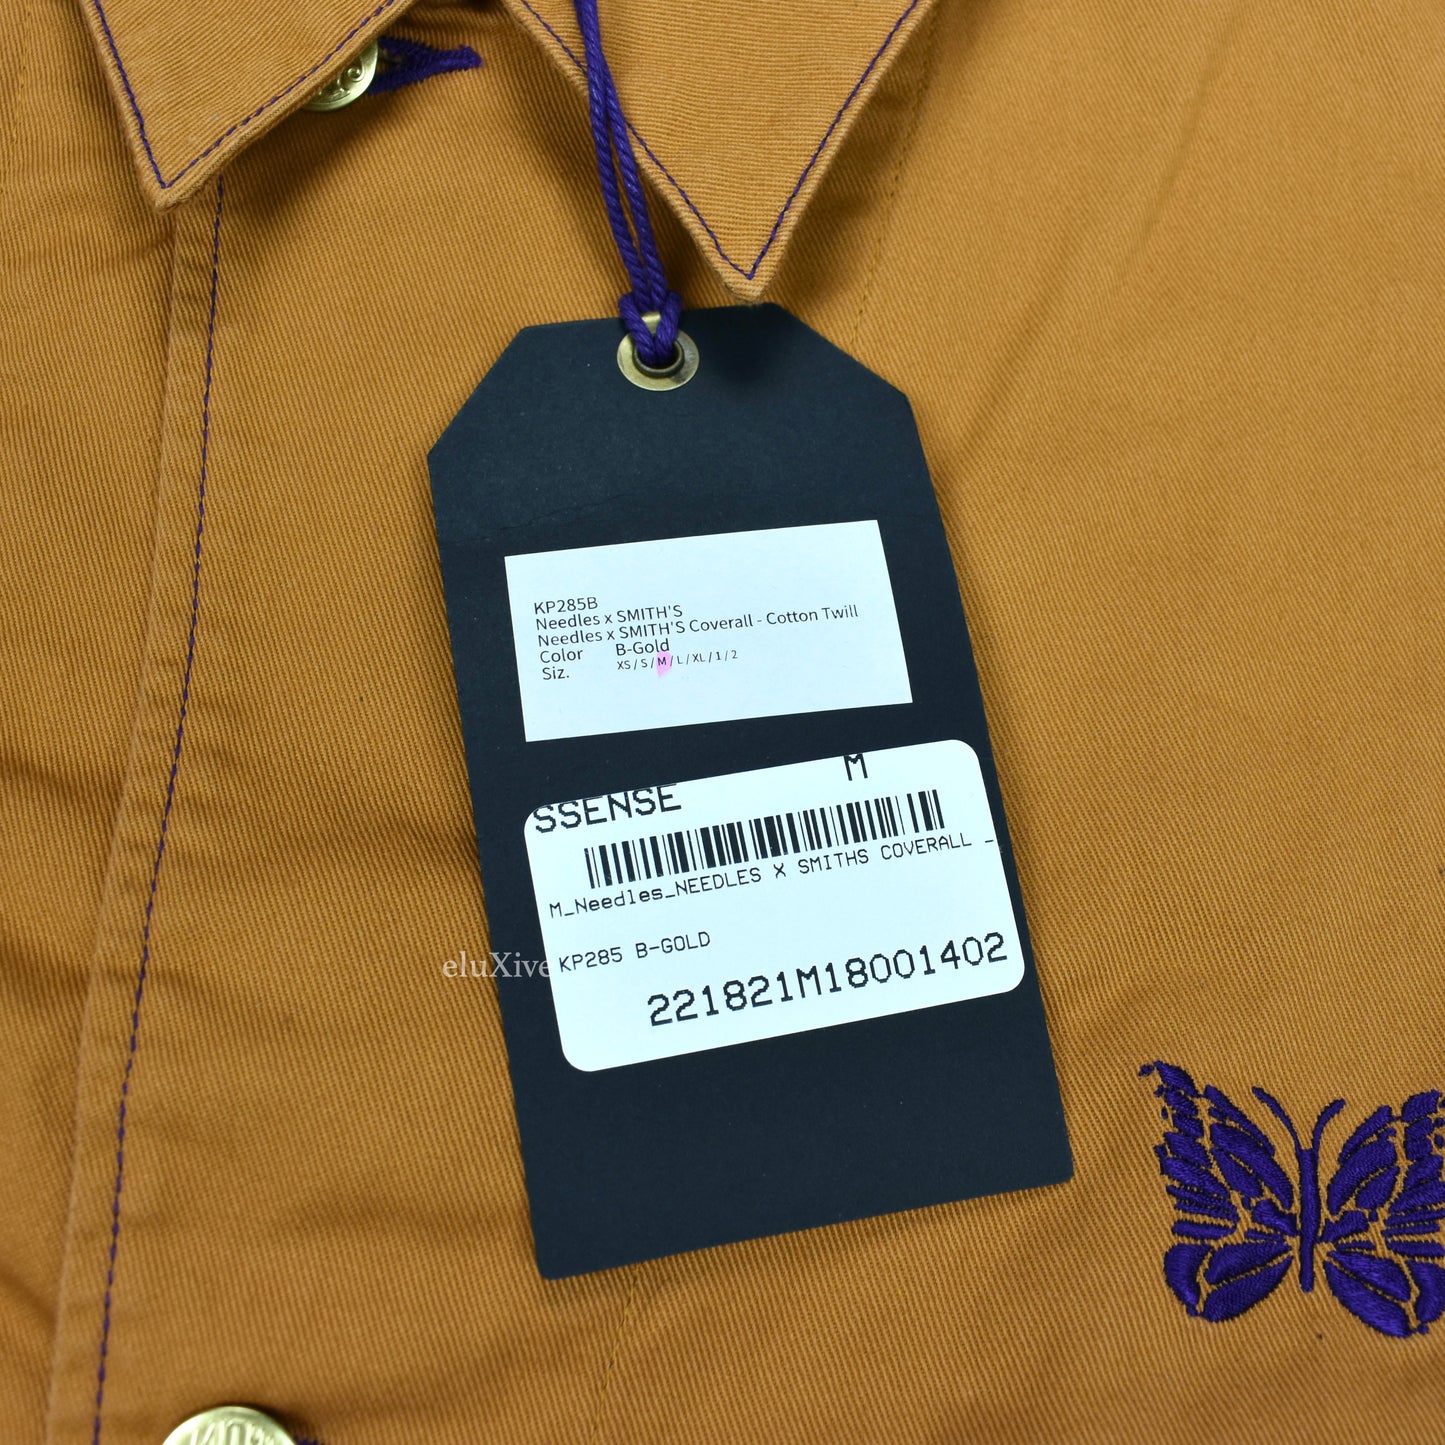 KP285B
Needles x SMITH'S
Needles x SMITH'S Coverall - Cotton Twill
Color B-Gold
Siz. XS / S / M / L / XL / 1 / 2
SSENSE M
M_Needles_NEEDLES X SMITHS COVERALL -
KP285 B-GOLD
221821M18001402
eluXive